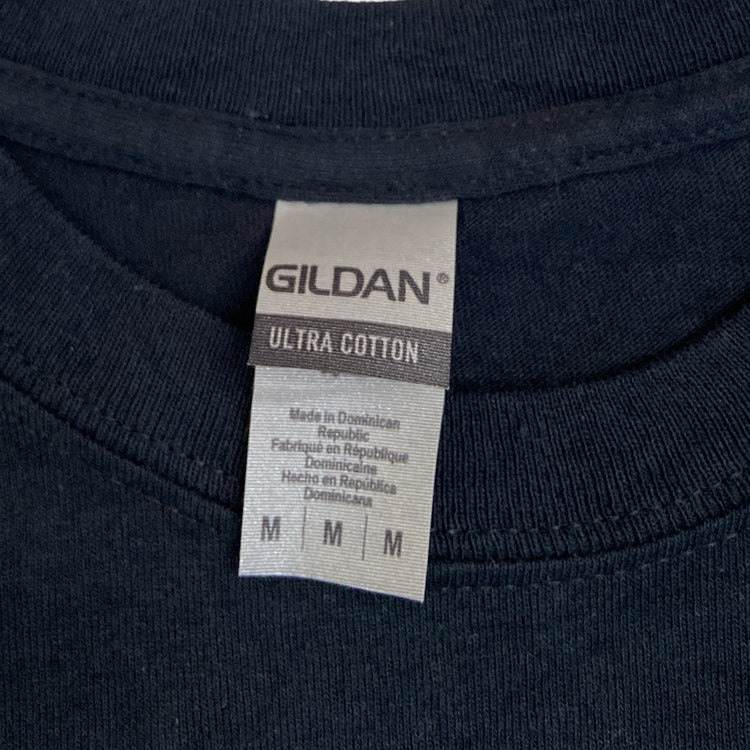 GILDAN®
ULTRA COTTON
Made in Dominican
Republic
Fabriqué en République
Dominicaine
Hecho en República
Dominicana
M | M | M